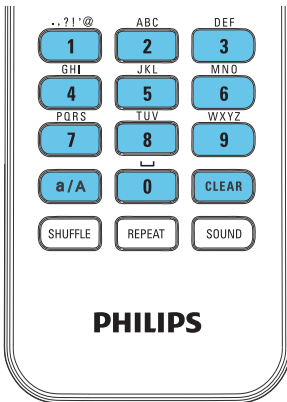 .,?!'@ ABC DEF
1 2 3
GHI JKL MNO
4 5 6
PQRS TUV WXYZ
7 8 9
a/A 0 CLEAR
SHUFFLE REPEAT SOUND
PHILIPS